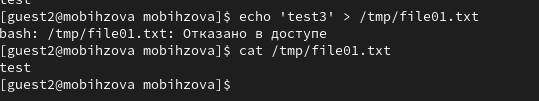 test
[guest2@mobihzova mobihzova]$ echo 'test3' > /tmp/file01.txt
bash: /tmp/file01.txt: Отказано в доступе
[guest2@mobihzova mobihzova]$ cat /tmp/file01.txt
test
[guest2@mobihzova mobihzova]$